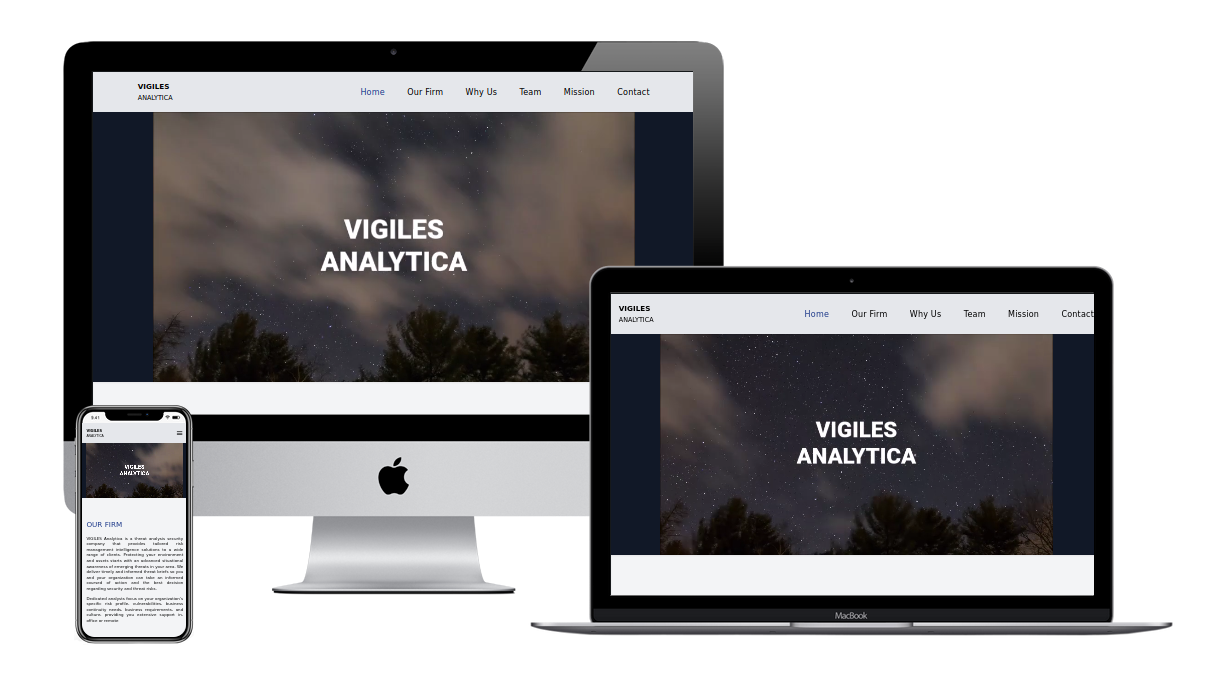 VIGILES
ANALYTICA
Home Our Firm Why Us Team Mission Contact
VIGILES
ANALYTICA
VIGILES
ANALYTICA
Home Our Firm Why Us Team Mission Contact
VIGILES
ANALYTICA
MacBook
9:41
VIGILES
ANALYTICA
VIGILES
ANALYTICA
OUR FIRM
VIGILES Analytica is a threat analysis security
company that provides tailored risk
management intelligence solutions to a wide
range of clients. Protecting your environment
and assets starts with an advanced situational
awareness of emerging threats in your area. We
deliver timely and informed threat briefs so you
and your organization can take an informed
coursed of action and the best decision
regarding security and threat risks.
Dedicated analysts focus on your organization's
specific risk profile, vulnerabilities, business
continuity needs, business requirements, and
culture, providing you extensive support in-
office or remote.